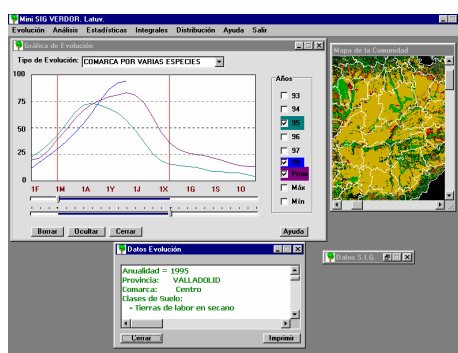 Mini SIG VERDOR. Latuv.
Evolución Análisis Estadísticas Integrales Distribución Ayuda Salir
Gráfica de Evolución
Tipo de Evolución: COMARCA POR VARIAS ESPECIES
100
75
50
25
0
1F 1M 1A 1Y 1J 1X 1G 1S 1O
Años
93
94
95
96
97
98
Prom
Máx
Mín
Borrar Ocultar Cerrar Ayuda
Mapa de la Comunidad
Datos Evolución
Anualidad = 1995
Provincia: VALLADOLID
Comarca: Centro
Clases de Suelo:
- Tierras de labor en secano
Cerrar Imprimir
Datos S.I.G.